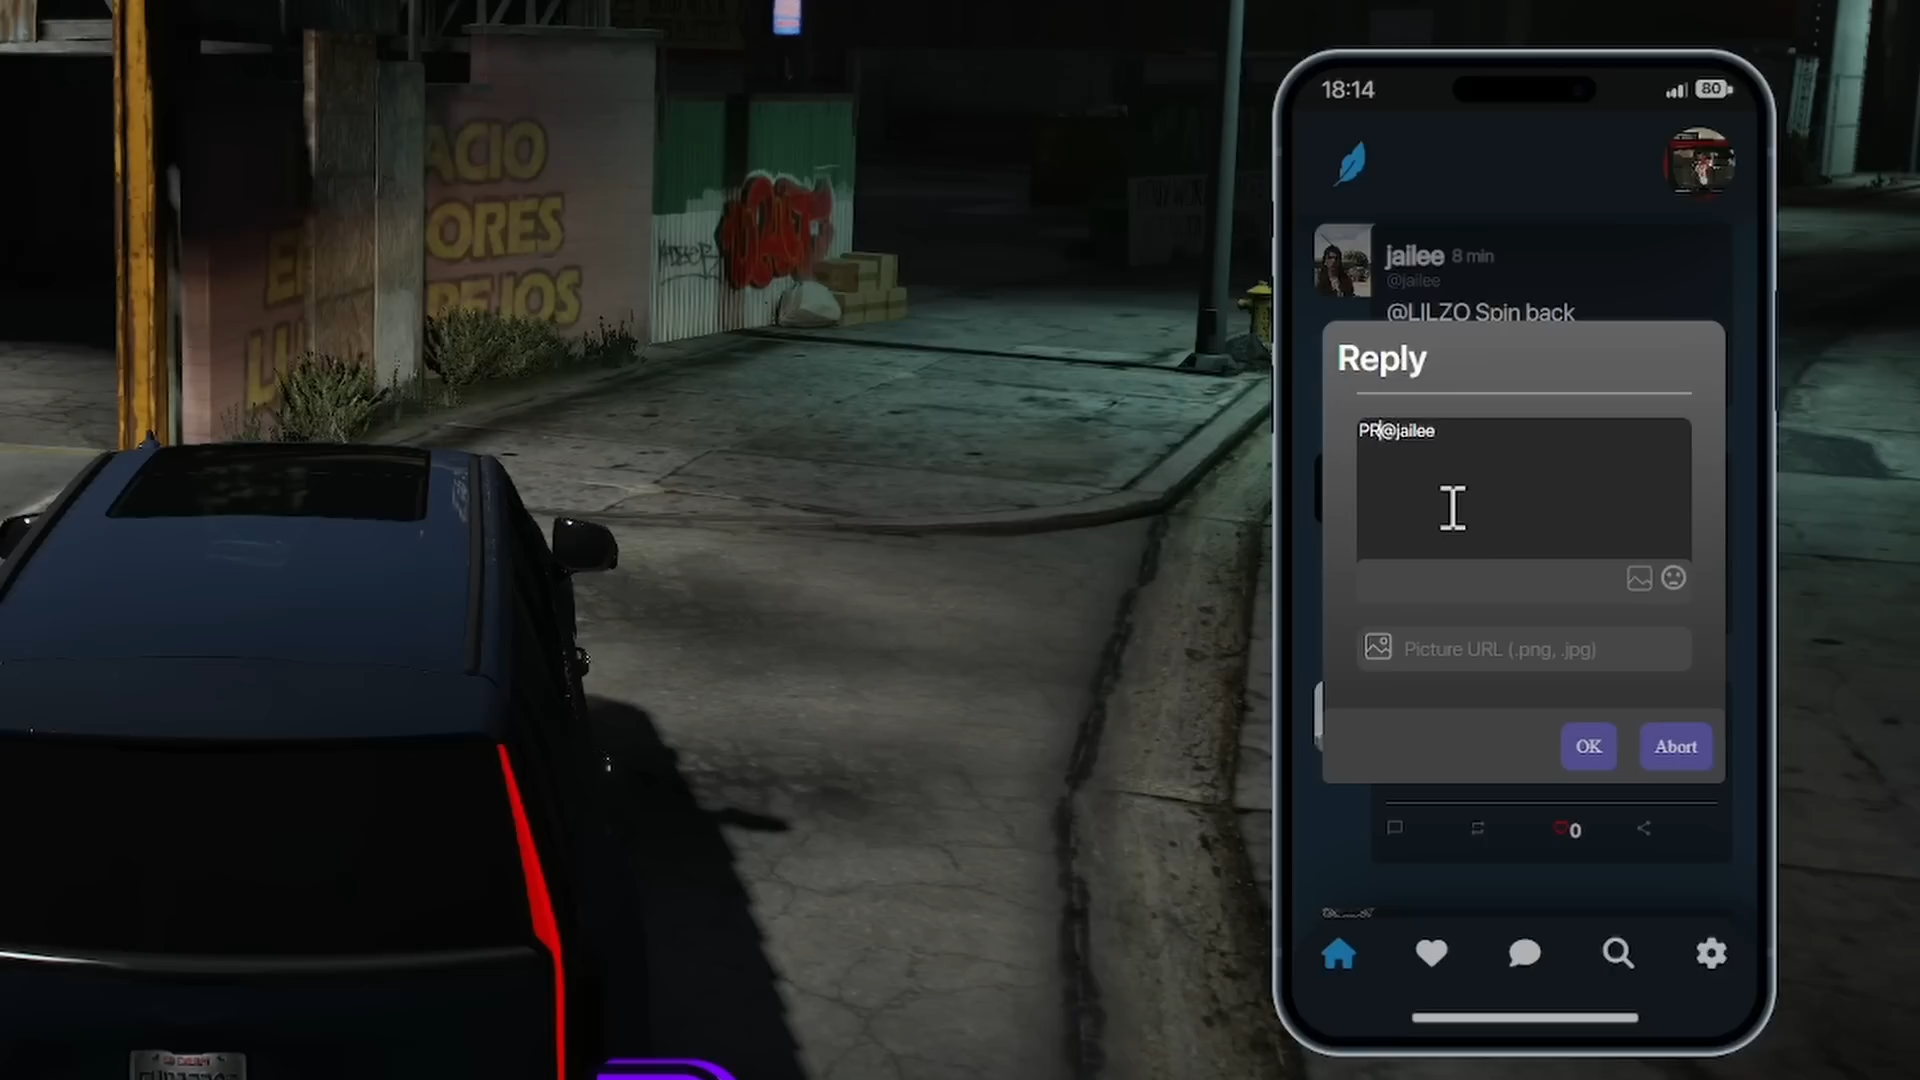 ACIO
ORES
18:14
80
jailee 8 min
@jailee
@LILZO Spin back
Reply
PR@jailee
Picture URL (.png, .jpg)
OK
Abort
0